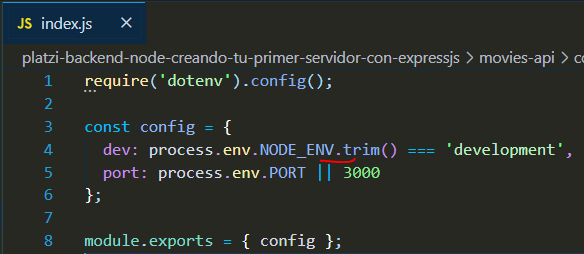 JS index.js
platzi-backend-node-creando-tu-primer-servidor-con-expressjs > movies-api >
1 require('dotenv').config();
2
3 const config = {
4 dev: process.env.NODE_ENV.trim() === 'development',
5 port: process.env.PORT || 3000
6 };
7
8 module.exports = { config };